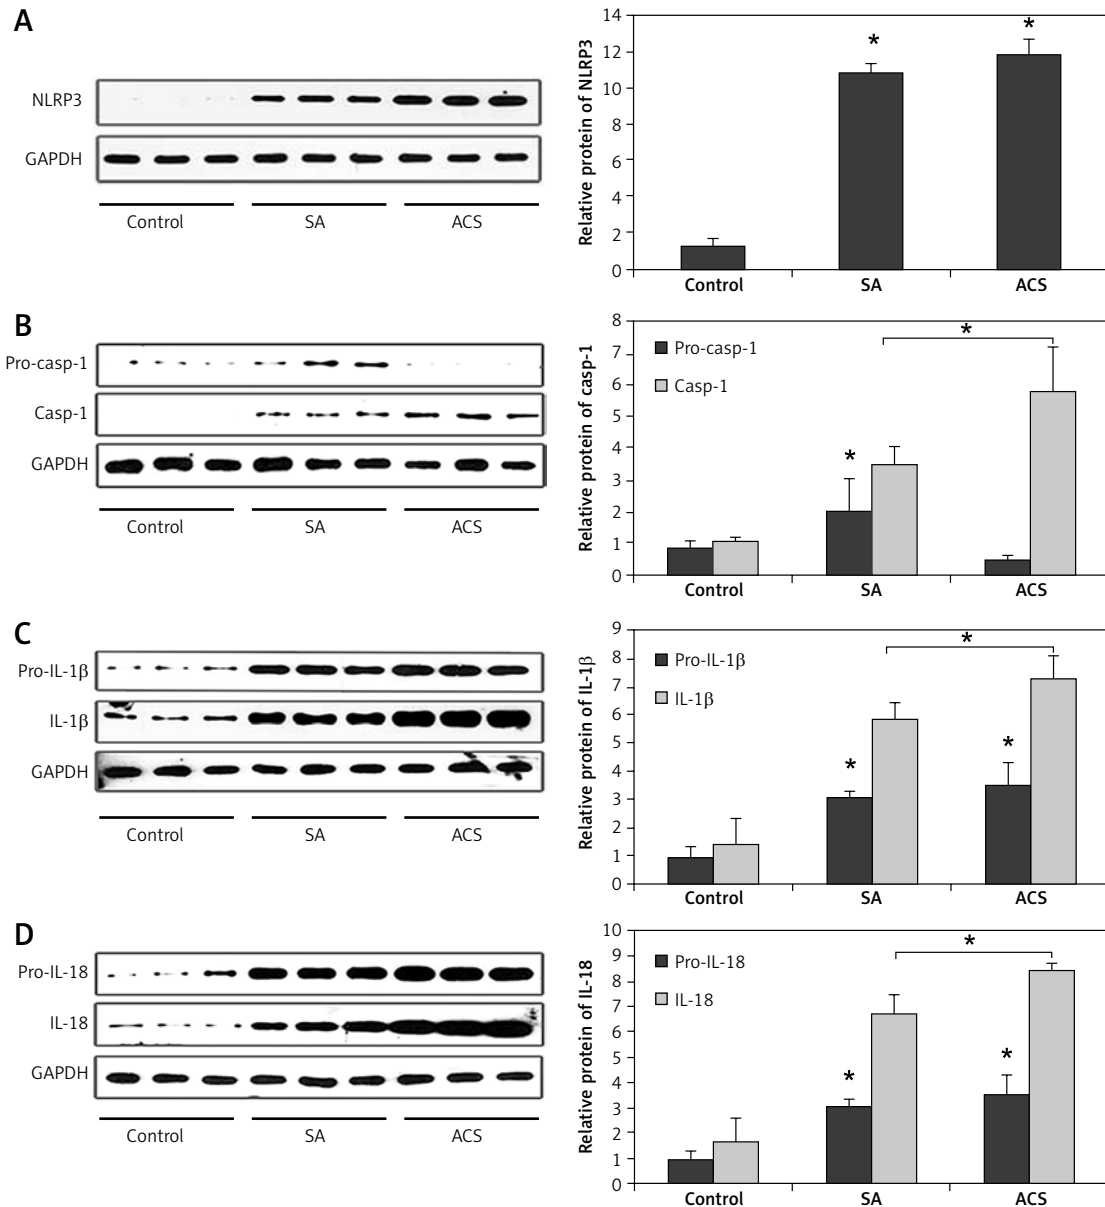 A
NLRP3
GAPDH
Control SA ACS
Relative protein of NLRP3
14
12
10
8
6
4
2
0
* *
Control SA ACS
B
Pro-casp-1
Casp-1
GAPDH
Control SA ACS
Relative protein of casp-1
8
7
6
5
4
3
2
1
0
Pro-casp-1
Casp-1
* *
Control SA ACS
C
Pro-IL-1β
IL-1β
GAPDH
Control SA ACS
Relative protein of IL-1β
9
8
7
6
5
4
3
2
1
0
Pro-IL-1β
IL-1β
* * *
Control SA ACS
D
Pro-IL-18
IL-18
GAPDH
Control SA ACS
Relative protein of IL-18
10
9
8
7
6
5
4
3
2
1
0
Pro-IL-18
IL-18
* * *
Control SA ACS